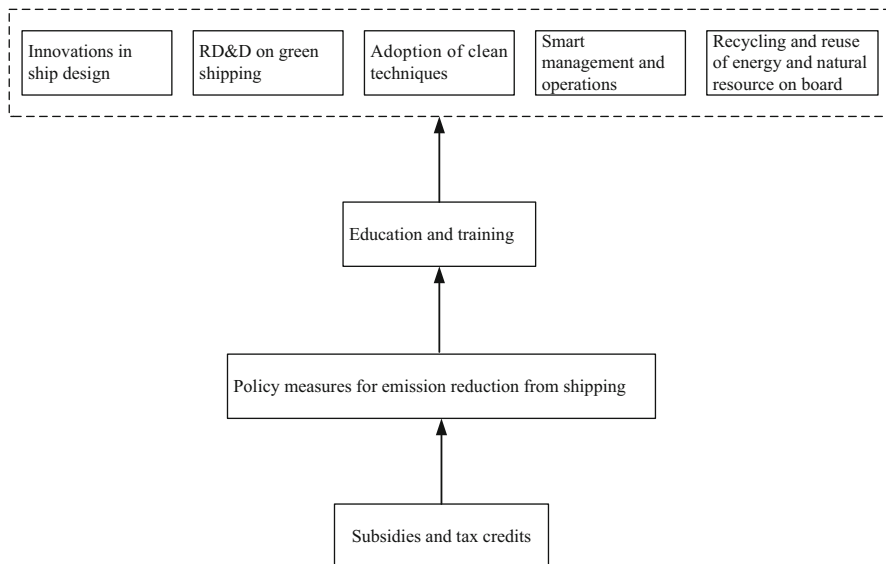 Innovations in
ship design
RD&D on green
shipping
Adoption of clean
techniques
Smart
management and
operations
Recycling and reuse
of energy and natural
resource on board
Education and training
Policy measures for emission reduction from shipping
Subsidies and tax credits